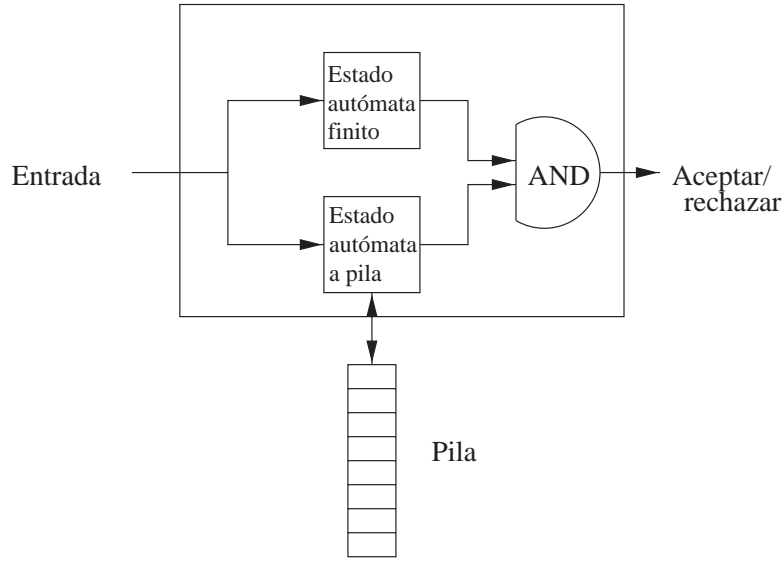 Estado
autómata
finito
Entrada
AND
Aceptar/
rechazar
Estado
autómata
a pila
Pila